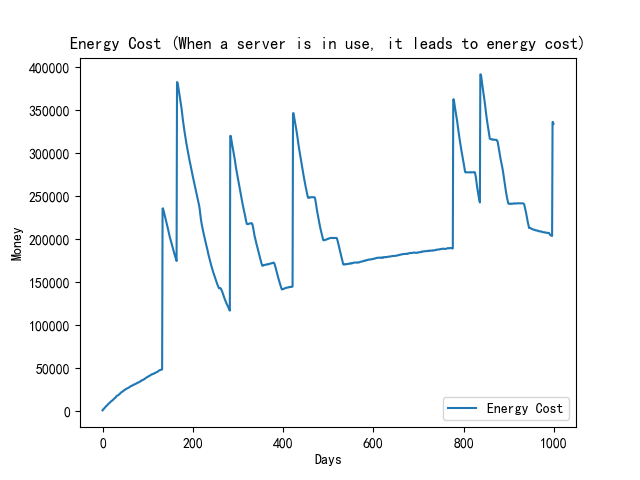 Energy Cost (When a server is in use, it leads to energy cost)
400000
350000
300000
250000
200000
150000
100000
50000
0
Money
0 200 400 600 800 1000
Days
Energy Cost